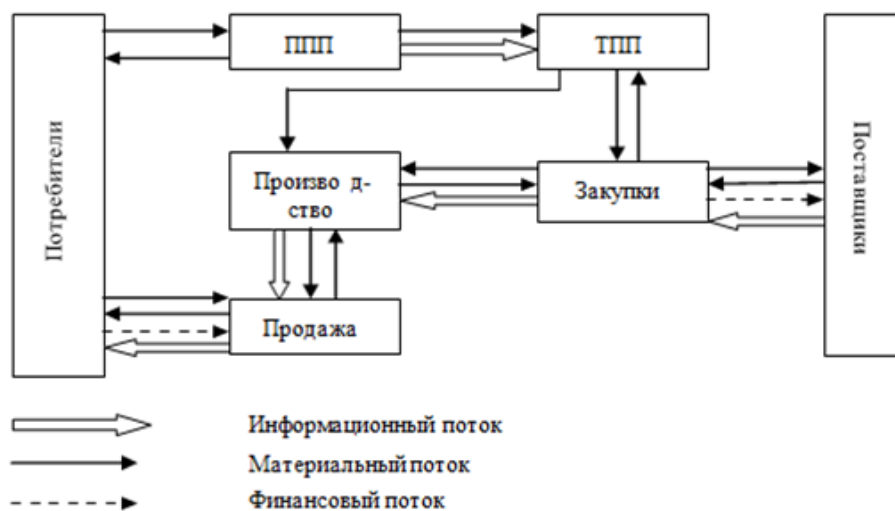 ППП
ТПП
Потребители
Поставщики
Произво д-
ство
Закупки
Продажа
Информационный поток
Материальный поток
Финансовый поток